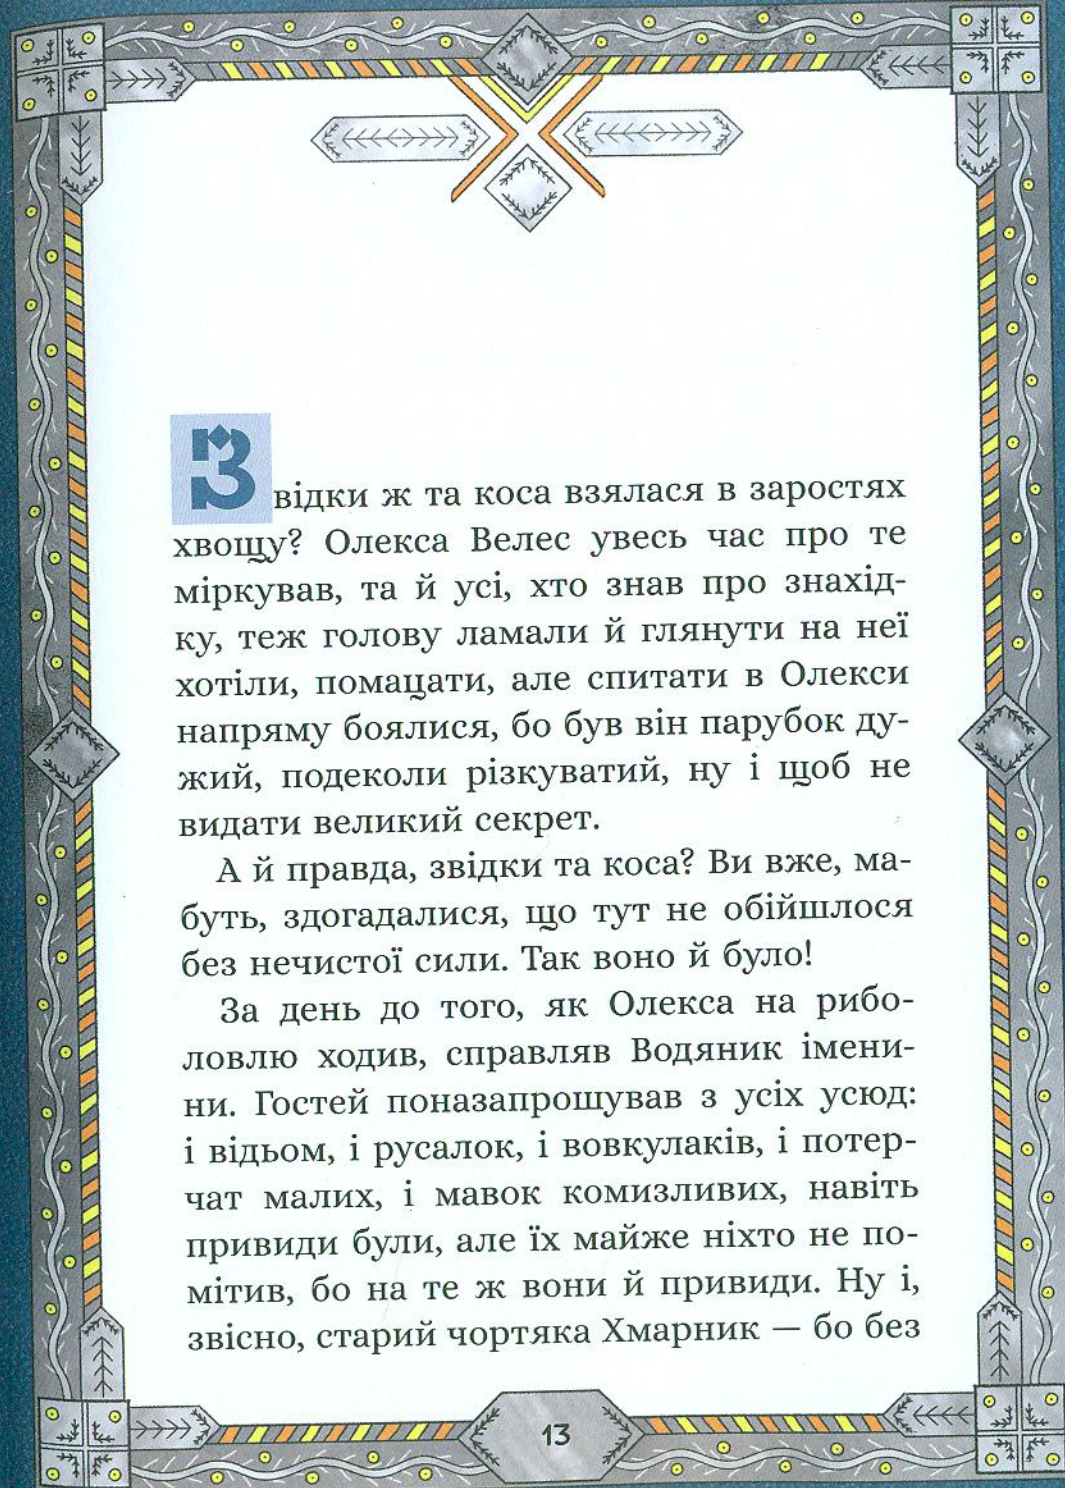 Звідки ж та коса взялася в заростях
хвощу? Олекса Велес увесь час про те
міркував, та й усі, хто знав про знахід-
ку, теж голову ламали й глянути на неї
хотіли, помацати, але спитати в Олекси
напряму боялися, бо був він парубок ду-
жий, подеколи різкуватий, ну і щоб не
видати великий секрет.
А й правда, звідки та коса? Ви вже, ма-
буть, здогадалися, що тут не обійшлося
без нечистої сили. Так воно й було!
За день до того, як Олекса на рибо-
ловлю ходив, справляв Водяник імени-
ни. Гостей поназапрошував з усіх усюд:
і відьом, і русалок, і вовкулаків, і потер-
чат малих, і мавок комизливих, навіть
привиди були, але їх майже ніхто не по-
мітив, бо на те ж вони й привиди. Ну і,
звісно, старий чортяка Хмарник — бо без
13